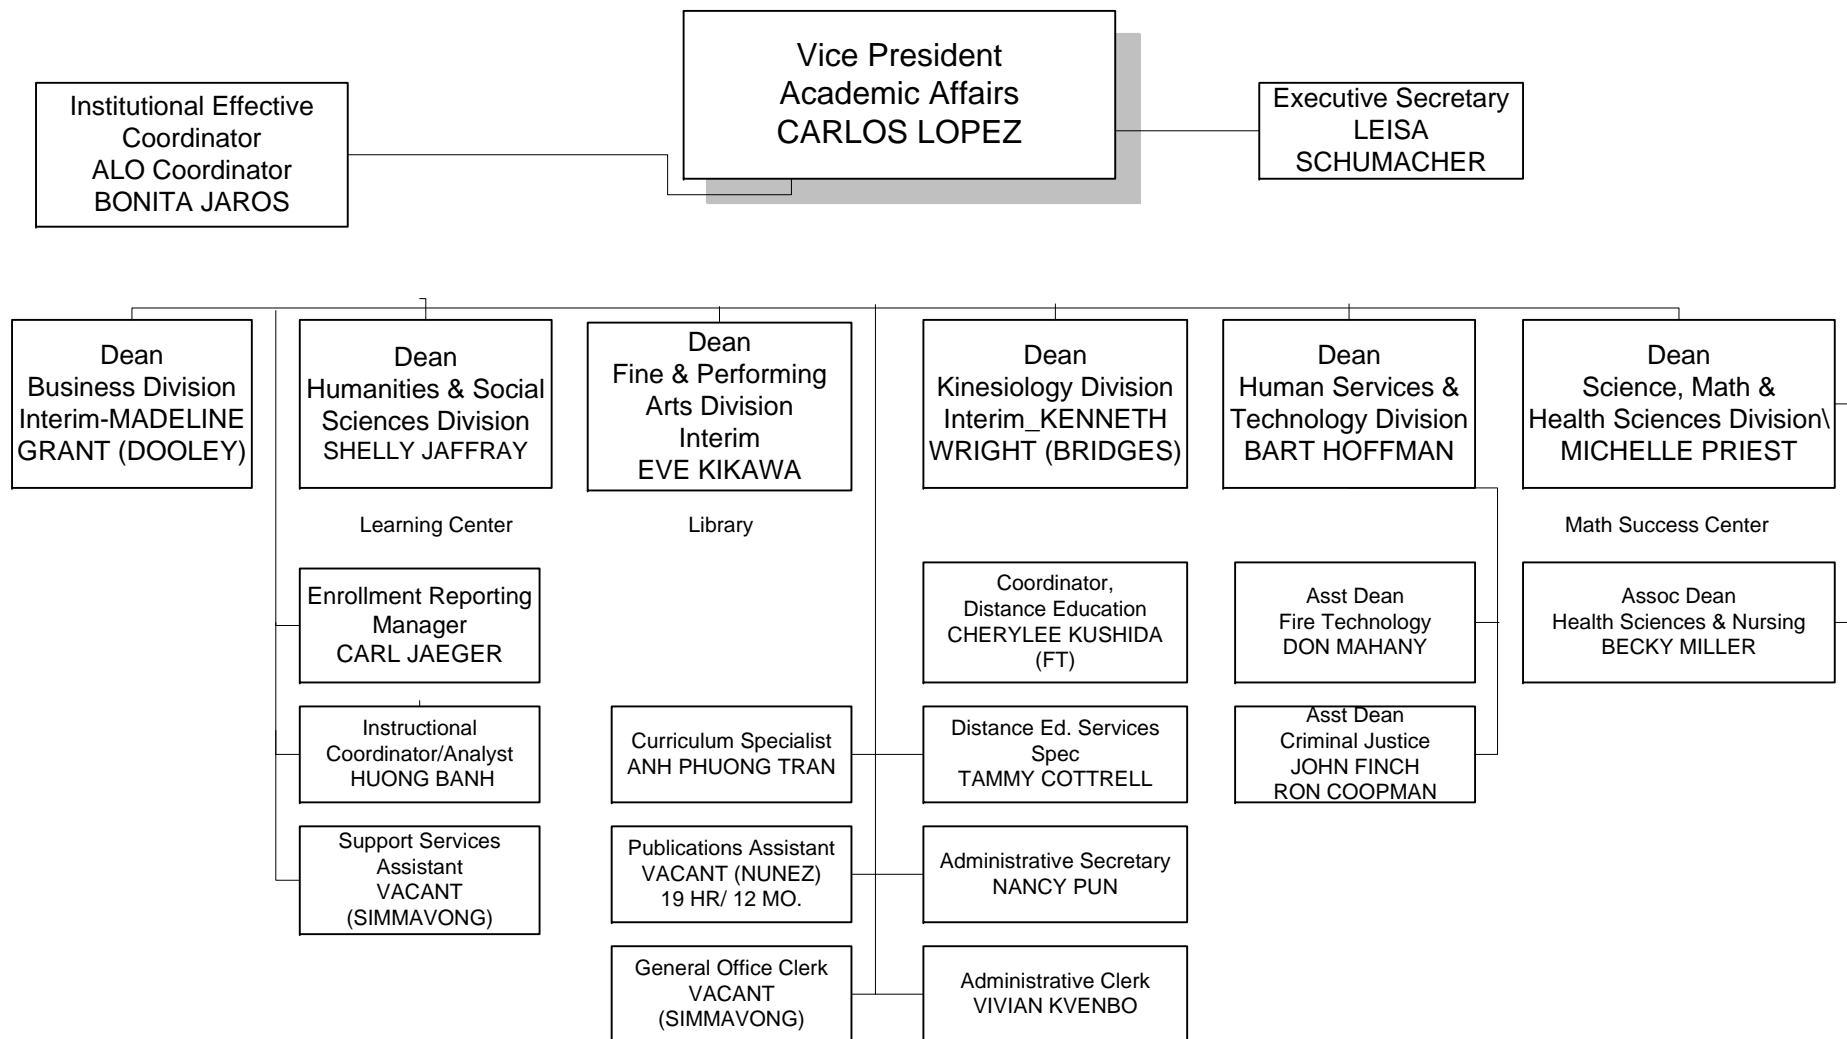 Vice President
Academic Affairs
CARLOS LOPEZ
Institutional Effective
Coordinator
ALO Coordinator
BONITA JAROS
Executive Secretary
LEISA
SCHUMACHER
Dean
Business Division
Interim-MADELINE
GRANT (DOOLEY)
Dean
Humanities & Social
Sciences Division
SHELLY JAFFRAY
Dean
Fine & Performing
Arts Division
Interim
EVE KIKAWA
Dean
Kinesiology Division
Interim_KENNETH
WRIGHT (BRIDGES)
Dean
Human Services &
Technology Division
BART HOFFMAN
Dean
Science, Math &
Health Sciences Division\
MICHELLE PRIEST
Learning Center
Library
Math Success Center
Enrollment Reporting
Manager
CARL JAEGER
Coordinator,
Distance Education
CHERYLEE KUSHIDA
(FT)
Asst Dean
Fire Technology
DON MAHANY
Assoc Dean
Health Sciences & Nursing
BECKY MILLER
Instructional
Coordinator/Analyst
HUONG BANH
Curriculum Specialist
ANH PHUONG TRAN
Distance Ed. Services
Spec
TAMMY COTTRELL
Asst Dean
Criminal Justice
JOHN FINCH
RON COOPMAN
Support Services
Assistant
VACANT
(SIMMAVONG)
Publications Assistant
VACANT (NUNEZ)
19 HR/ 12 MO.
Administrative Secretary
NANCY PUN
General Office Clerk
VACANT
(SIMMAVONG)
Administrative Clerk
VIVIAN KVENBO